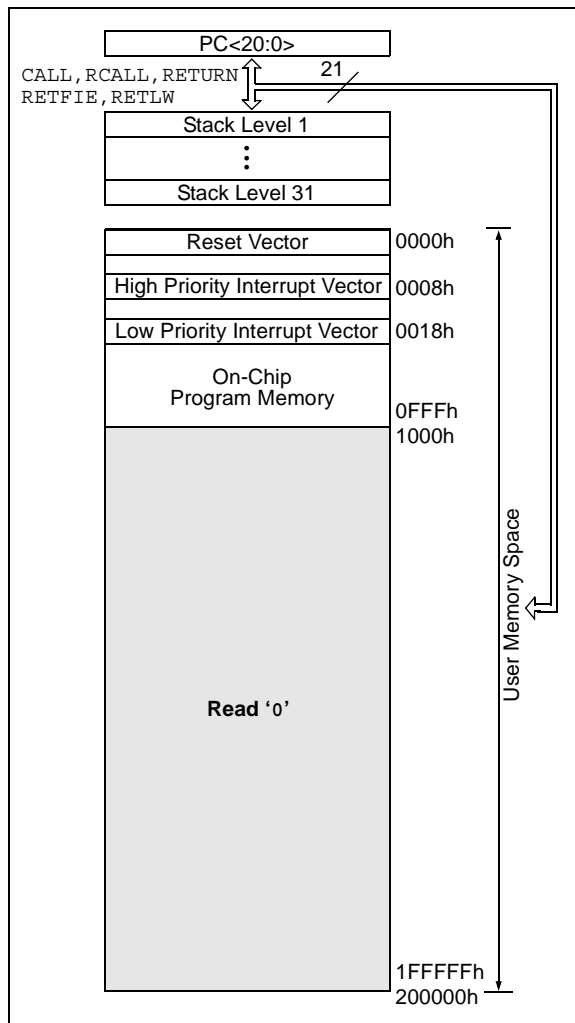 PC<20:0>
CALL,RCALL,RETURN
RETFIE,RETLW
21
Stack Level 1
Stack Level 31
Reset Vector
0000h
High Priority Interrupt Vector
0008h
Low Priority Interrupt Vector
0018h
On-Chip
Program Memory
0FFFh
1000h
User Memory Space
Read ‘0’
1FFFFFh
200000h